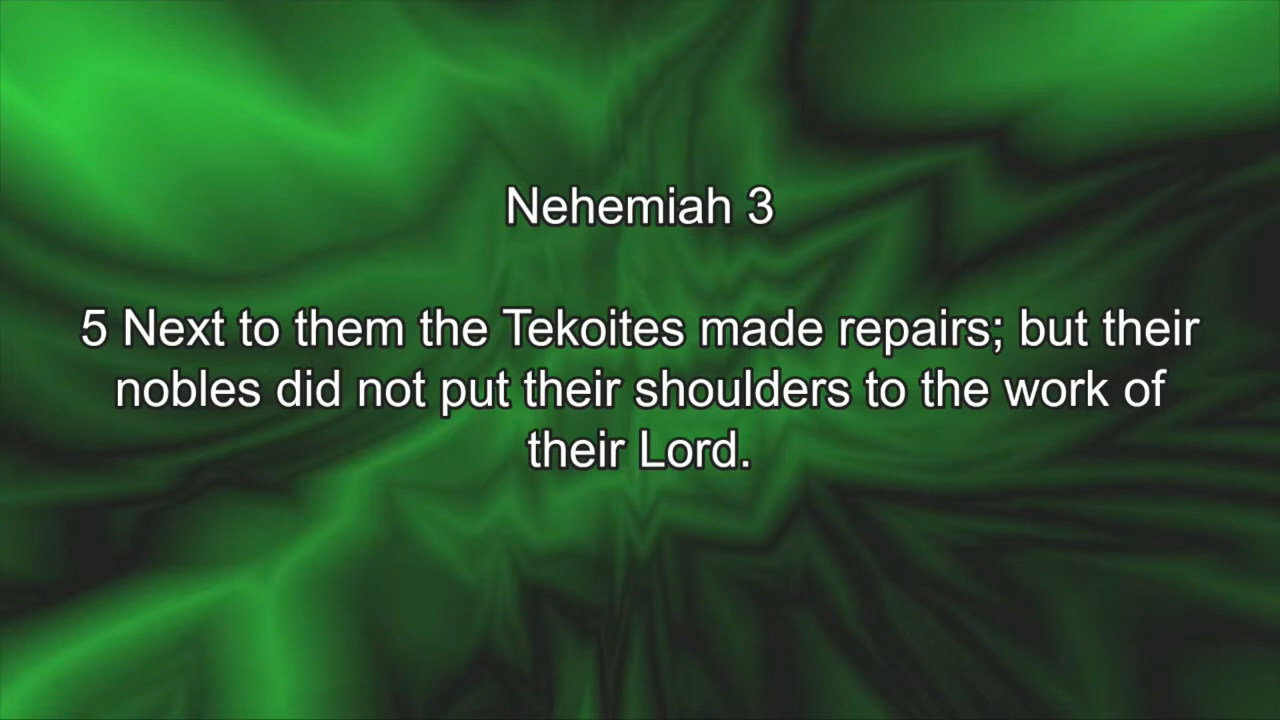 Nehemiah 3
5 Next to them the Tekoites made repairs; but their
nobles did not put their shoulders to the work of
their Lord.